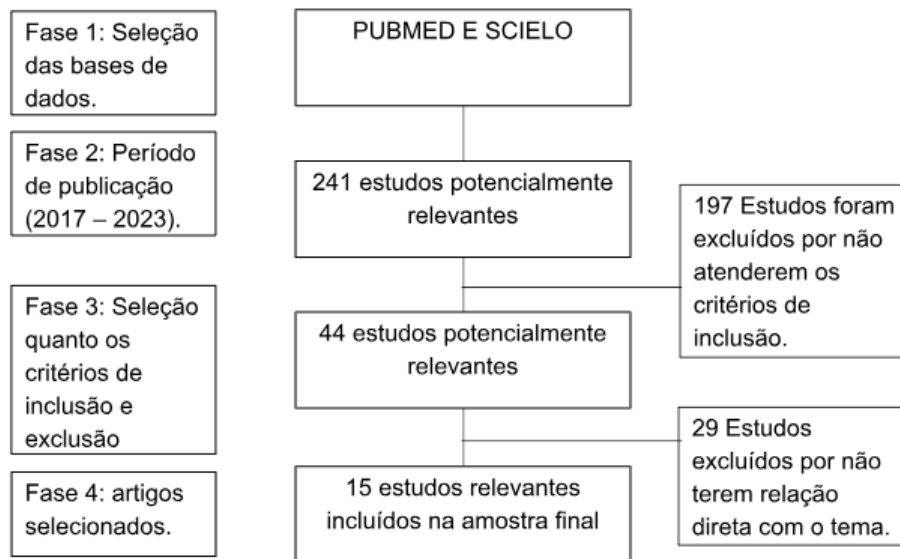 Fase 1: Seleção
das bases de
dados.
PUBMED E SCIELO
Fase 2: Período
de publicação
(2017 – 2023).
241 estudos potencialmente
relevantes
197 Estudos foram
excluídos por não
atenderem os
critérios de
inclusão.
Fase 3: Seleção
quanto os
critérios de
inclusão e
exclusão
44 estudos potencialmente
relevantes
29 Estudos
excluídos por não
terem relação
direta com o tema.
Fase 4: artigos
selecionados.
15 estudos relevantes
incluídos na amostra final